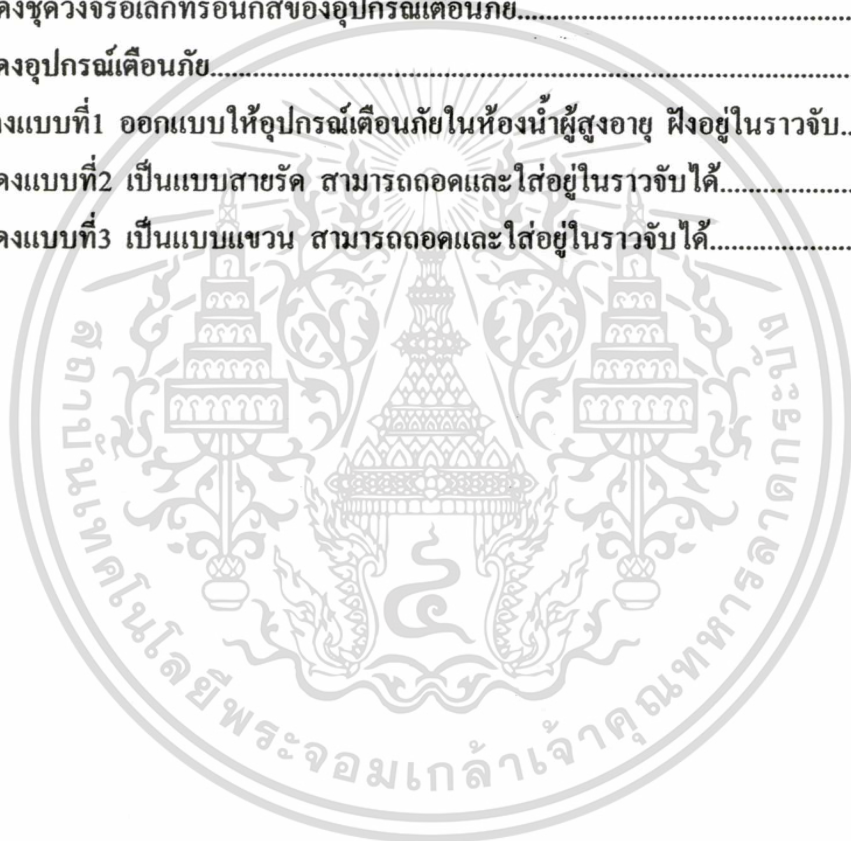 ดงชุดวงจรอิเล็กทรอนิกส์ของอุปกรณ์เตือนภัย.....................................................
ดงอุปกรณ์เตือนภัย..........................................................................................
งแบบที่1 ออกแบบให้อุปกรณ์เตือนภัยในห้องน้ำผู้สูงอายุ ฝังอยู่ในราวจับ..
ดงแบบที่2 เป็นแบบสายรัด สามารถถอดและใส่อยู่ในราวจับได้...................
ดงแบบที่3 เป็นแบบแขวน สามารถถอดและใส่อยู่ในราวจับได้.....................
สถาบันเทคโนโลยีพระจอมเกล้าเจ้าคุณทหารลาดกระบัง
๔